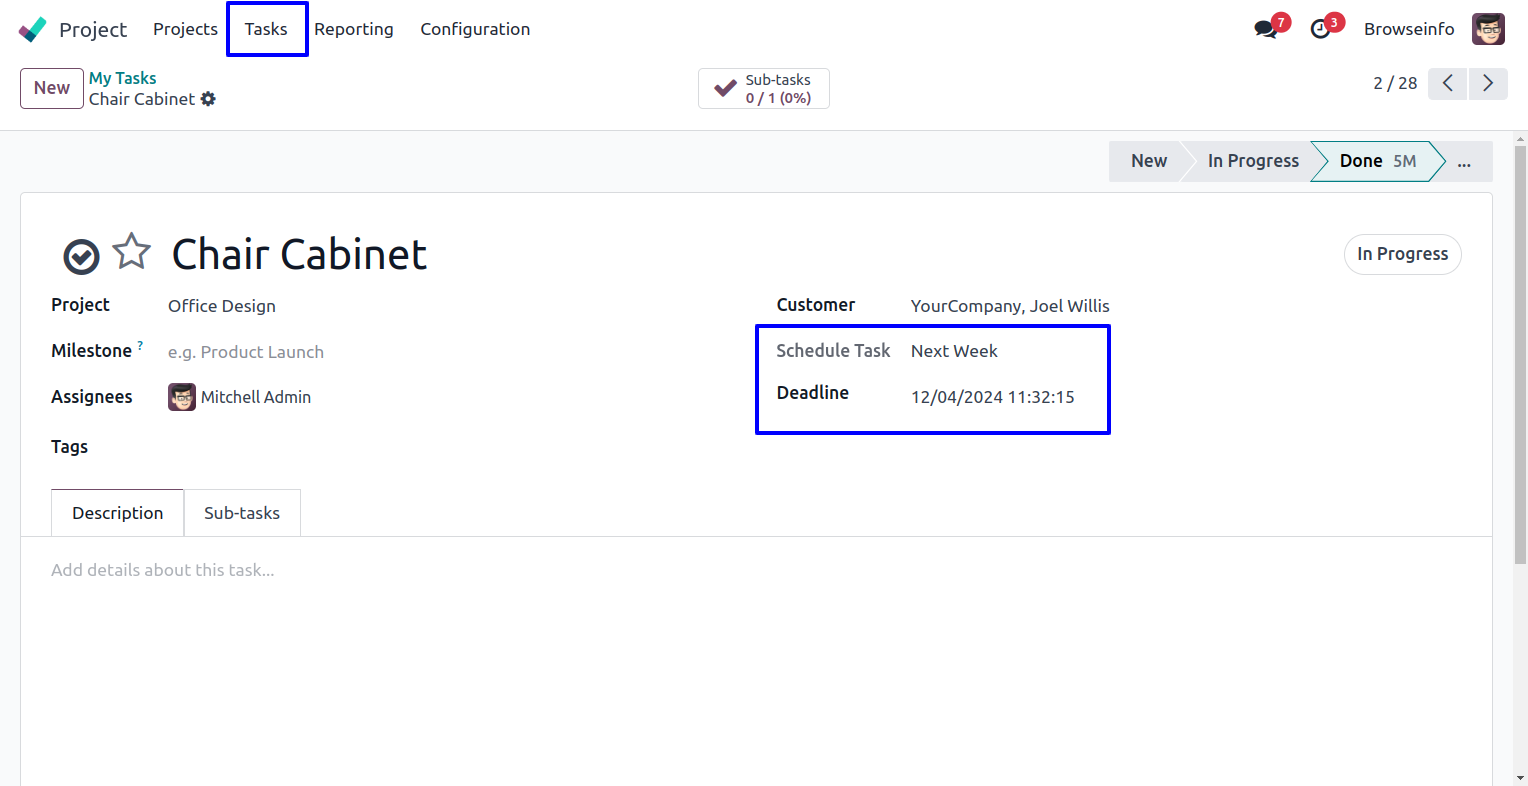 Project Projects Tasks Reporting Configuration 7 3 Browseinfo
New My Tasks
Chair Cabinet
Sub-tasks
0 / 1 (0%)
2 / 28
New In Progress Done 5M ...
Chair Cabinet
In Progress
Project Office Design
Customer YourCompany, Joel Willis
Milestone ? e.g. Product Launch
Schedule Task Next Week
Assignees Mitchell Admin
Deadline 12/04/2024 11:32:15
Tags
Description Sub-tasks
Add details about this task...